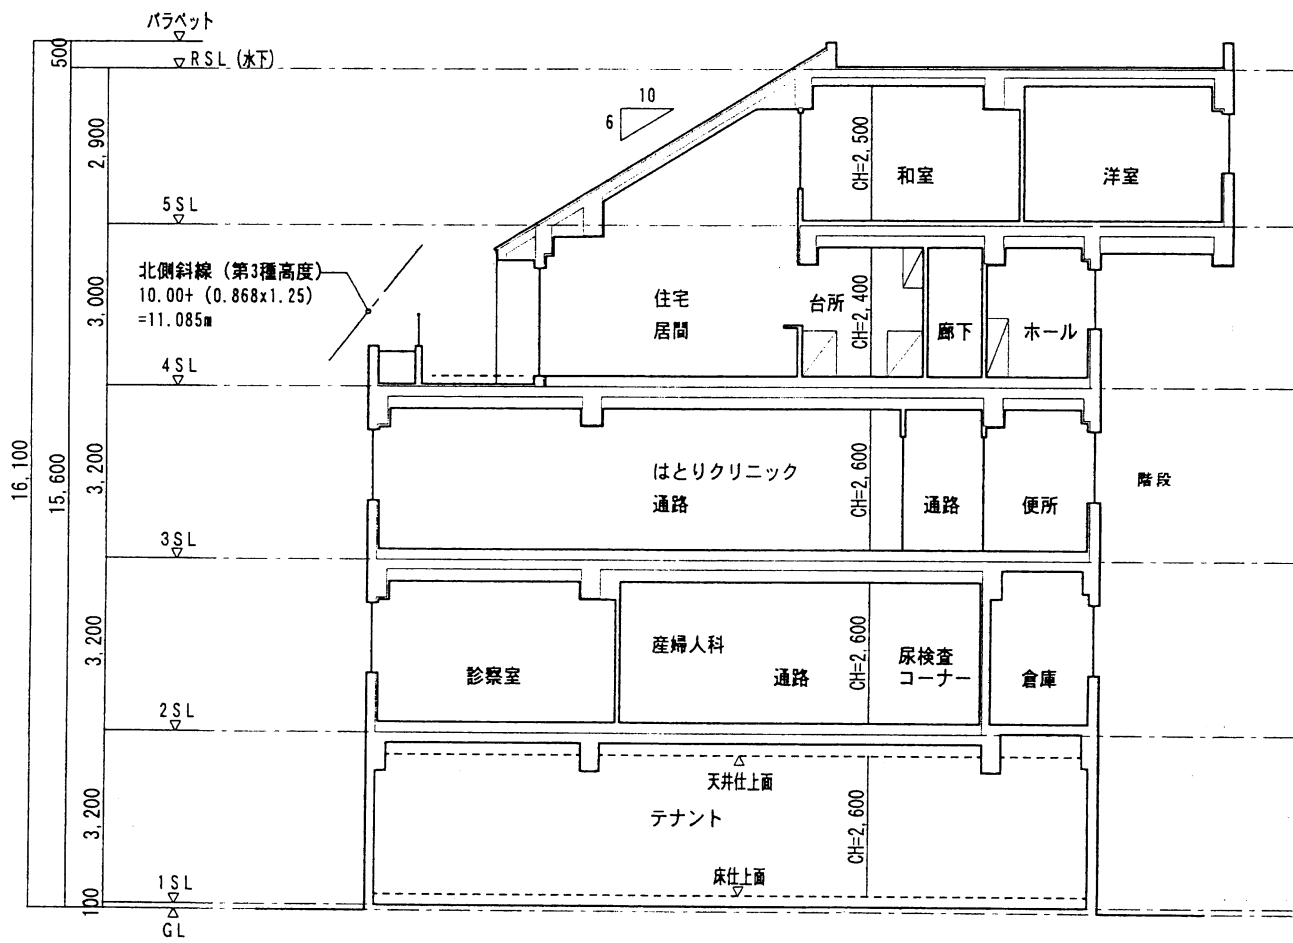 パラペット
RSL (水下)
500
2,900
5SL
3,000
4SL
16,100
15,600
3,200
3SL
3,200
2SL
3,200
1SL
100
GL
北側斜線 (第3種高度)
10.00+ (0.868x1.25)
=11.085m
10
6
CH=2,500
和室
洋室
住宅
居間
台所
CH=2,400
廊下
ホール
はとりクリニック
通路
CH=2,600
通路
便所
階段
診察室
産婦人科
通路
CH=2,600
尿検査
コーナー
倉庫
天井仕上面
テナント
CH=2,600
床仕上面